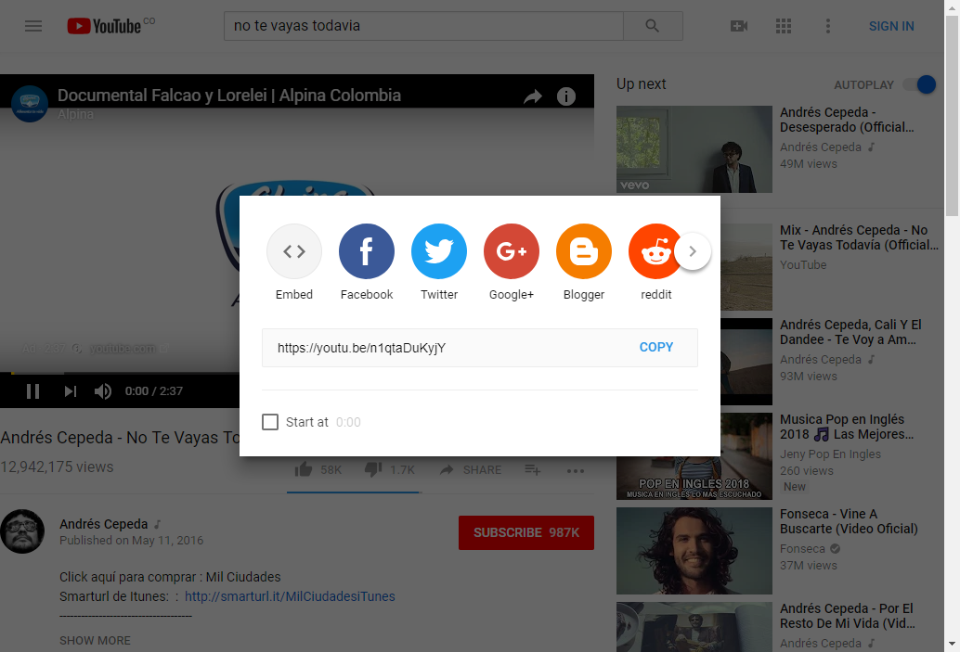 YouTube CO
no te vayas todavia
SIGN IN
Documental Falcao y Lorelei | Alpina Colombia
Alpina
youtube.com
0:00 / 2:37
Andrés Cepeda - No Te Vayas To
12,942,175 views
58K
1.7K
SHARE
Andrés Cepeda
Published on May 11, 2016
SUBSCRIBE 987K
Click aquí para comprar : Mil Ciudades
Smarturl de Itunes: : http://smarturl.it/MilCiudadesiTunes
------------------------------------
SHOW MORE
Embed
Facebook
Twitter
G+
Google+
Blogger
reddit
https://youtu.be/n1qtaDuKyjY
COPY
Start at 0:00
Up next
AUTOPLAY
vevo
Andrés Cepeda -
Desesperado (Official...
Andrés Cepeda
49M views
Mix - Andrés Cepeda - No
Te Vayas Todavía (Official...
YouTube
Andrés Cepeda, Cali Y El
Dandee - Te Voy a Am...
Andrés Cepeda
93M views
POP EN INGLES 2018
MUSICA EN INGLES LO MAS ESCUCHADO
Musica Pop en Inglés
2018 🎵 Las Mejores...
Jeny Pop En Ingles
260 views
New
Fonseca - Vine A
Buscarte (Video Oficial)
Fonseca
37M views
Andrés Cepeda - Por El
Resto De Mi Vida (Vid...
Andrés Cepeda